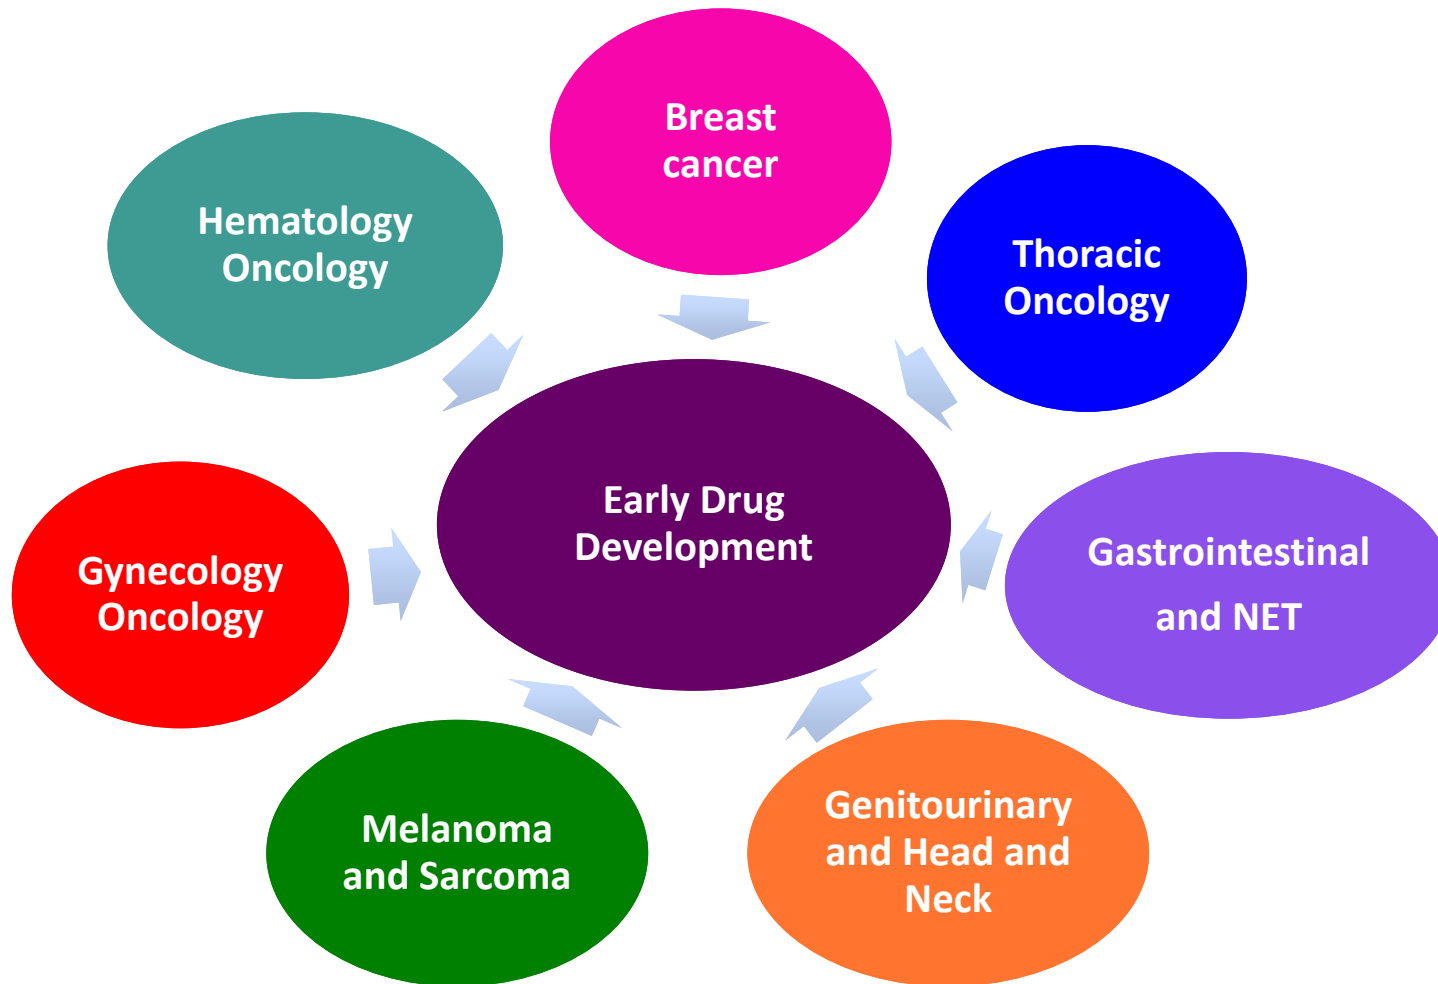 Breast
cancer
Hematology
Oncology
Thoracic
Oncology
Early Drug
Development
Gastrointestinal
and NET
Gynecology
Oncology
Melanoma
and Sarcoma
Genitourinary
and Head and
Neck